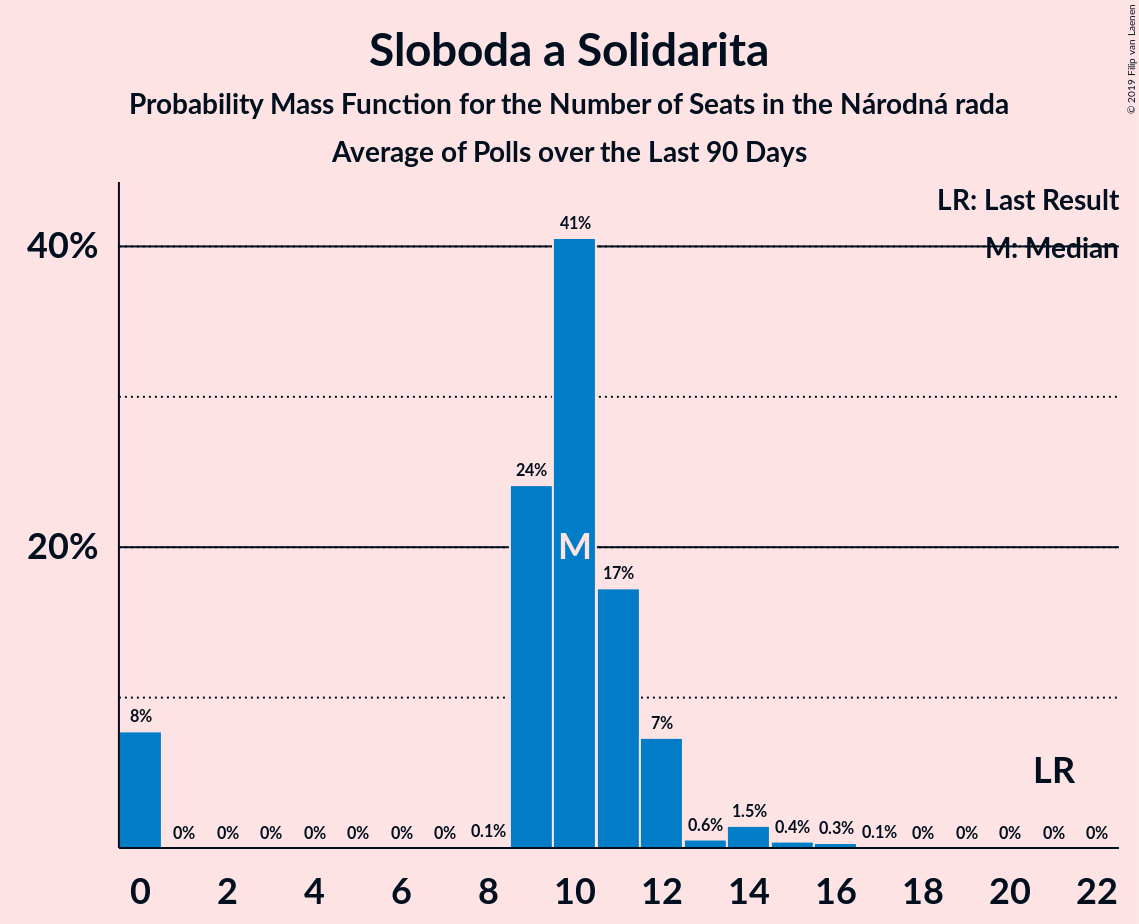 Sloboda a Solidarita
Probability Mass Function for the Number of Seats in the Národná rada
Average of Polls over the Last 90 Days
© 2019 Filip van Laenen
LR: Last Result
M: Median
40%
20%
8%
0%
0%
0%
0%
0%
0%
0%
0.1%
24%
41%
17%
7%
0.6%
1.5%
0.4%
0.3%
0.1%
0%
0%
0%
0%
0%
M
LR
0 2 4 6 8 10 12 14 16 18 20 22